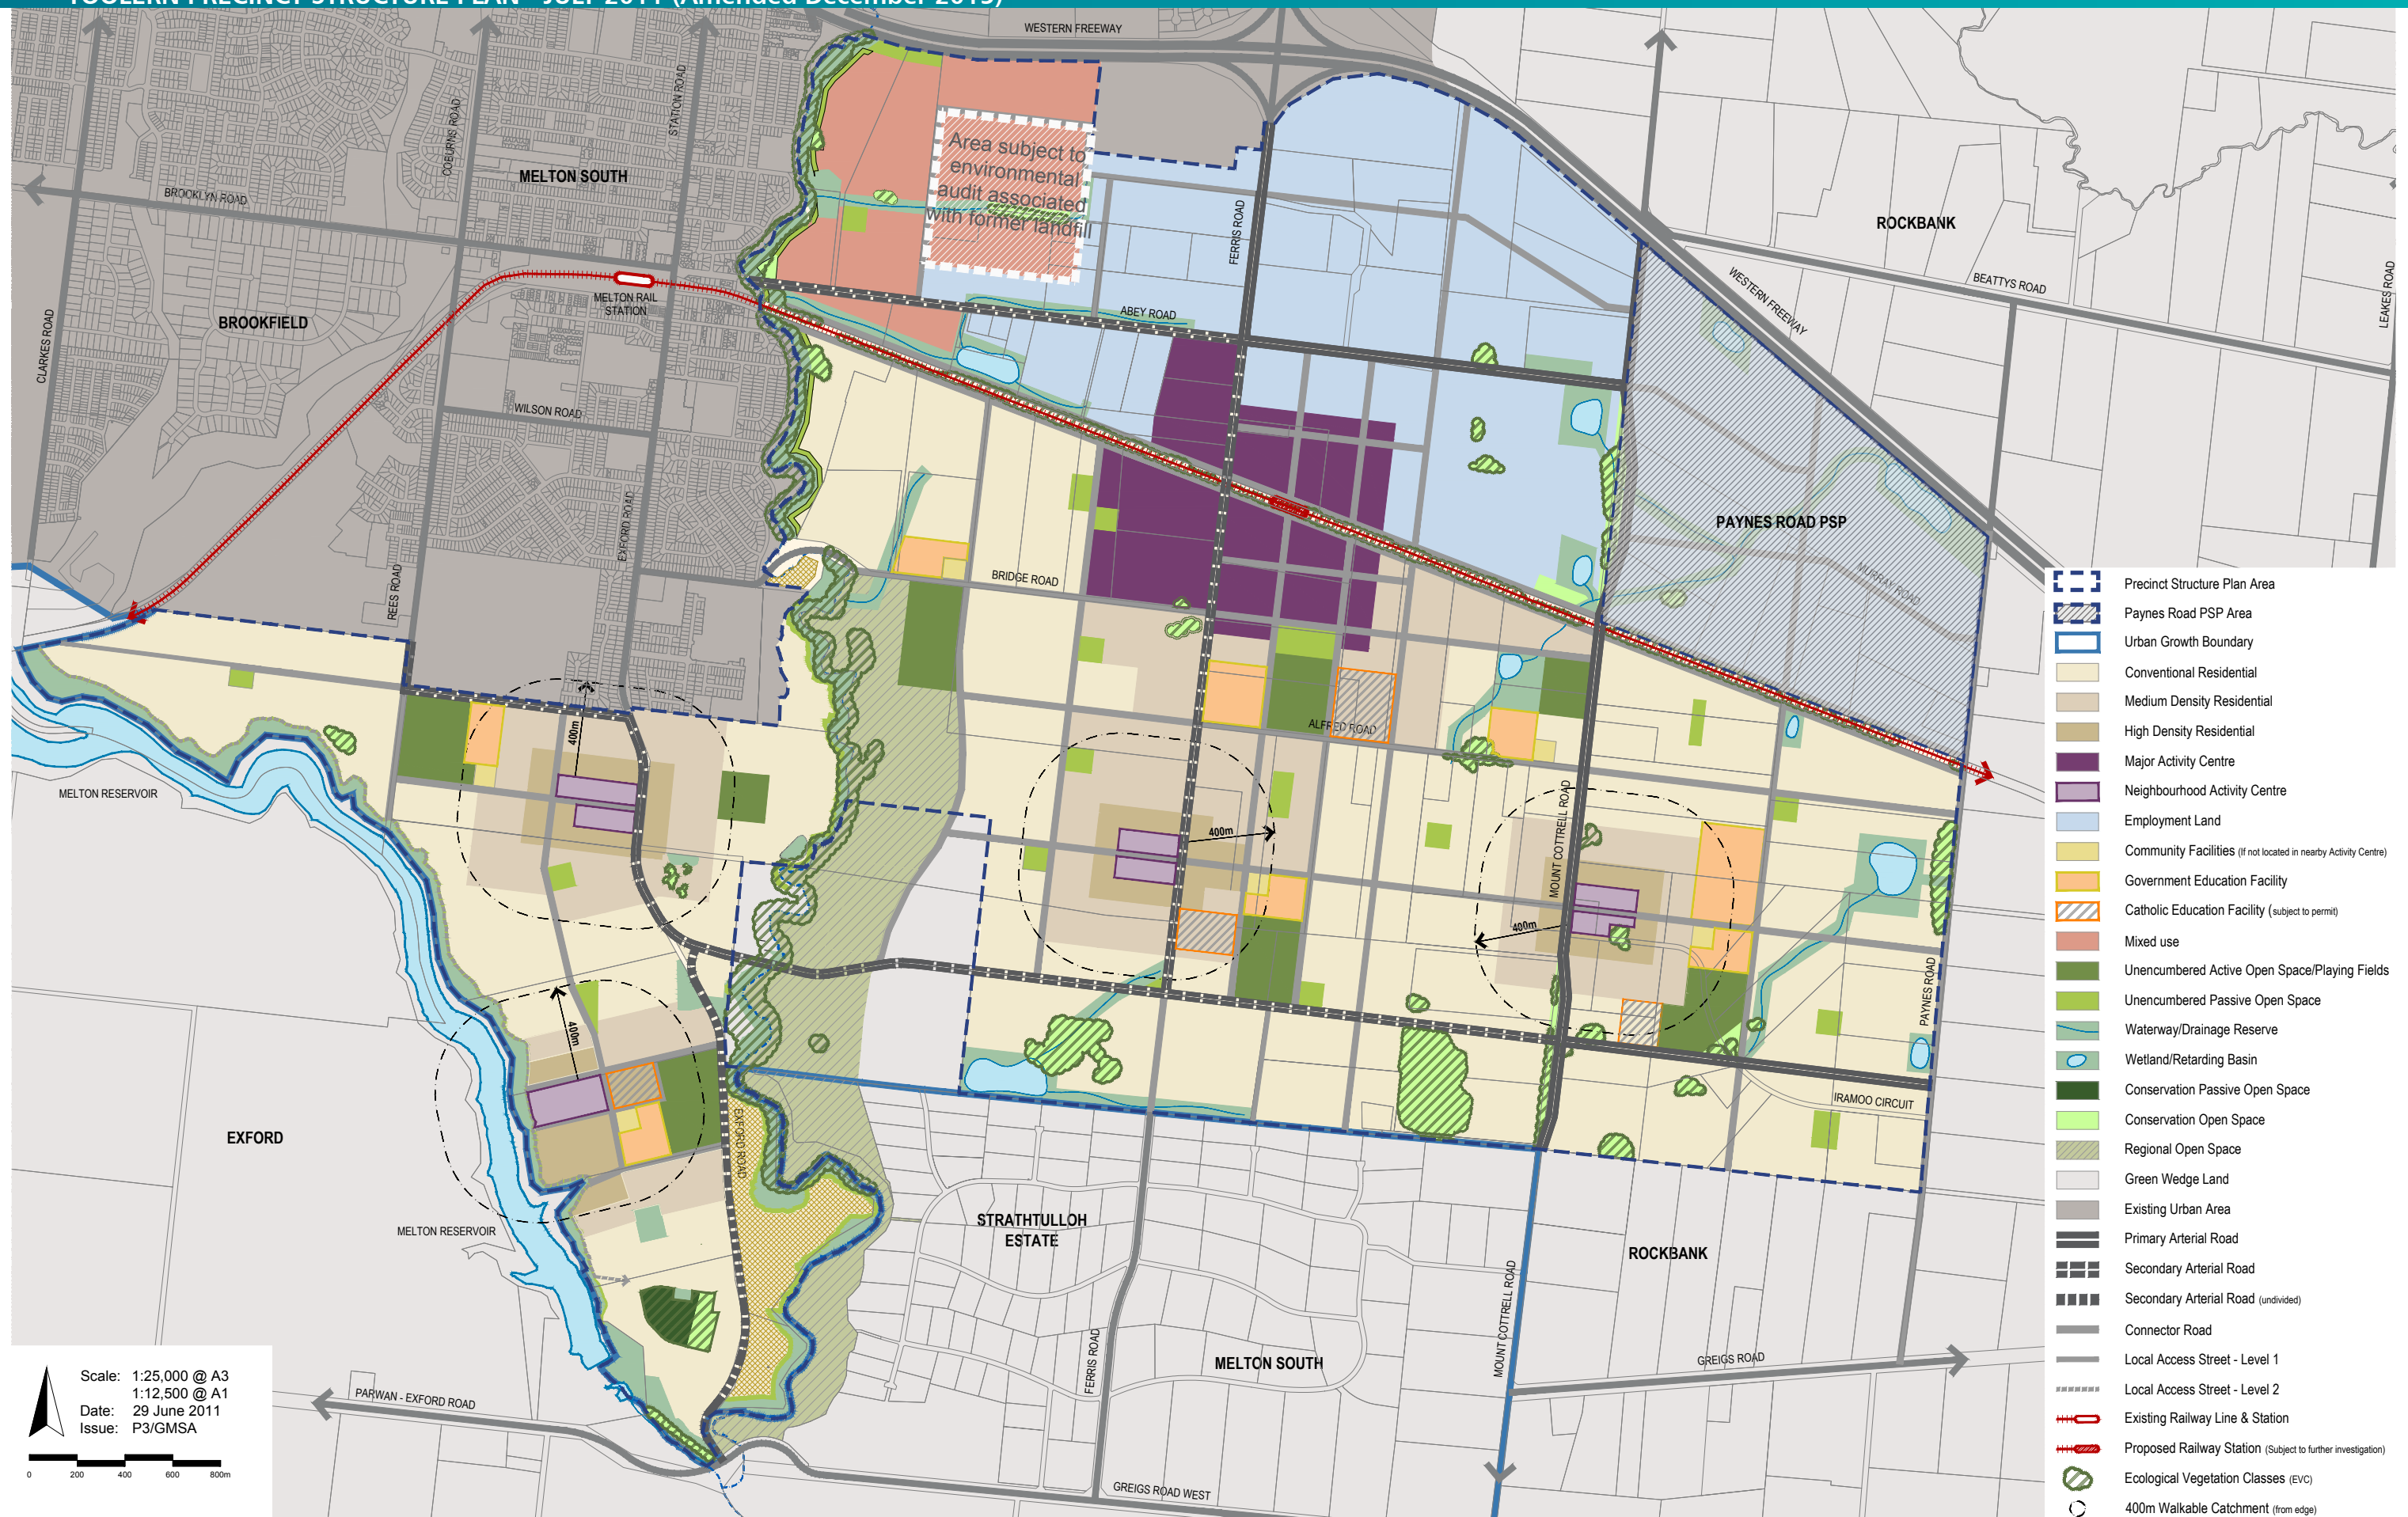 TOOLERN PRECINCT STRUCTURE PLAN - JULY 2011 (Amended December 2015)
WESTERN FREEWAY
STATION ROAD
COBURNS ROAD
MELTON SOUTH
BROOKLYN ROAD
Area subject to
environmental
audit associated
with former landfill
FERRIS ROAD
ROCKBANK
BEATTYS ROAD
WESTERN FREEWAY
LEAKES ROAD
CLARKES ROAD
BROOKFIELD
MELTON RAIL
STATION
ABEY ROAD
WILSON ROAD
EXFORD ROAD
REES ROAD
BRIDGE ROAD
PAYNES ROAD PSP
MURRAY ROAD
ALFRED ROAD
MELTON RESERVOIR
400m
400m
400m
400m
MOUNT COTTRELL ROAD
PAYNES ROAD
IRAMOO CIRCUIT
EXFORD
EXFORD ROAD
MELTON RESERVOIR
STRATHTULLOH
ESTATE
ROCKBANK
MOUNT COTTRELL ROAD
FERRIS ROAD
MELTON SOUTH
GREIGS ROAD
PARWAN - EXFORD ROAD
GREIGS ROAD WEST
Scale: 1:25,000 @ A3
1:12,500 @ A1
Date: 29 June 2011
Issue: P3/GMSA
0 200 400 600 800m
Precinct Structure Plan Area
Paynes Road PSP Area
Urban Growth Boundary
Conventional Residential
Medium Density Residential
High Density Residential
Major Activity Centre
Neighbourhood Activity Centre
Employment Land
Community Facilities (If not located in nearby Activity Centre)
Government Education Facility
Catholic Education Facility (subject to permit)
Mixed use
Unencumbered Active Open Space/Playing Fields
Unencumbered Passive Open Space
Waterway/Drainage Reserve
Wetland/Retarding Basin
Conservation Passive Open Space
Conservation Open Space
Regional Open Space
Green Wedge Land
Existing Urban Area
Primary Arterial Road
Secondary Arterial Road
Secondary Arterial Road (undivided)
Connector Road
Local Access Street - Level 1
Local Access Street - Level 2
Existing Railway Line & Station
Proposed Railway Station (Subject to further investigation)
Ecological Vegetation Classes (EVC)
400m Walkable Catchment (from edge)